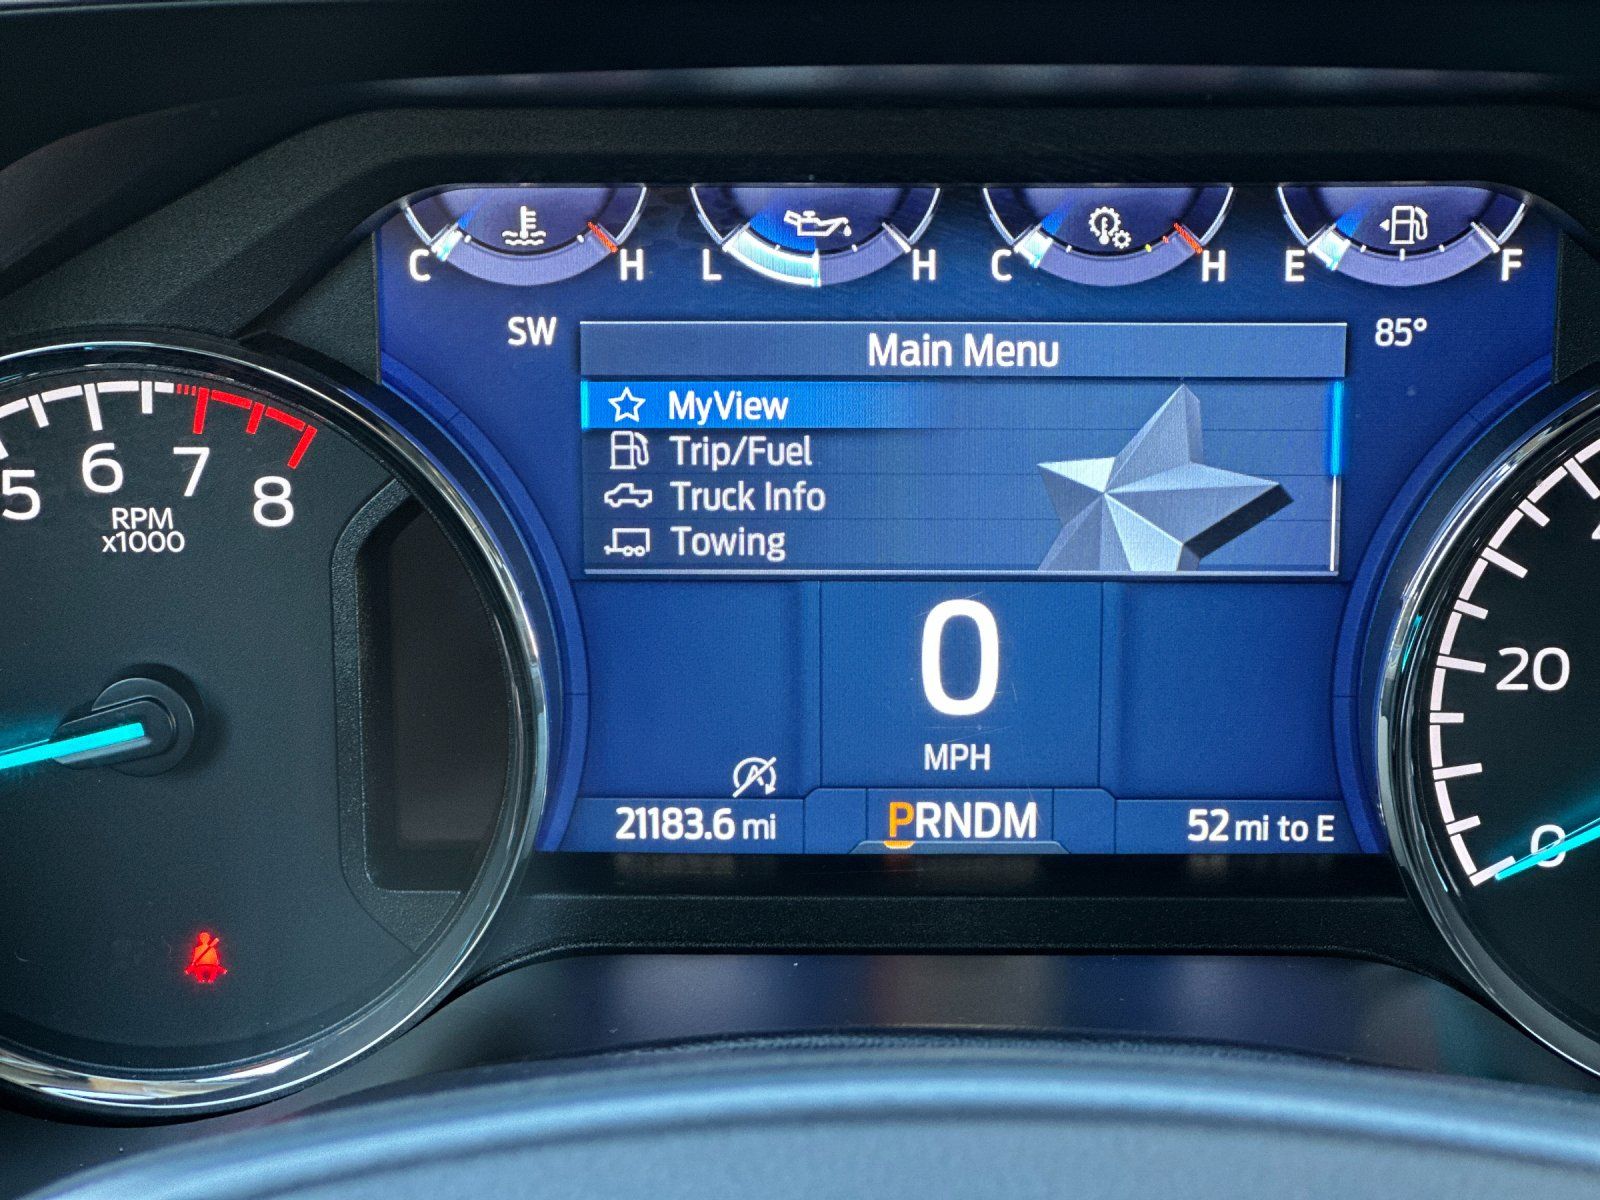 C H
L H
C H
E F
SW
85°
Main Menu
MyView
Trip/Fuel
Truck Info
Towing
5 6 7 8
RPM
x1000
0
MPH
20
0
21183.6 mi
PRNDM
52 mi to E